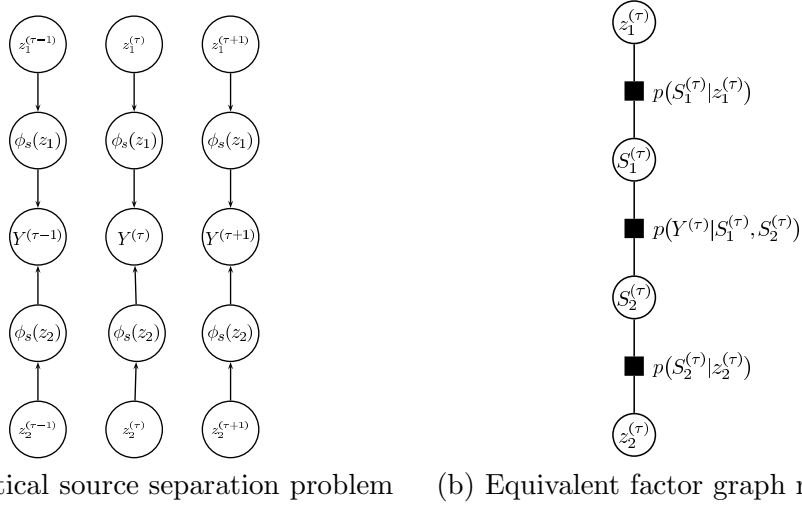 z_1^{(τ−1)} z_1^{(τ)} z_1^{(τ+1)}
ϕ_s(z_1) ϕ_s(z_1) ϕ_s(z_1)
Y^{(τ−1)} Y^{(τ)} Y^{(τ+1)}
ϕ_s(z_2) ϕ_s(z_2) ϕ_s(z_2)
z_2^{(τ−1)} z_2^{(τ)} z_2^{(τ+1)}
tical source separation problem
z_1^{(τ)}
p(S_1^{(τ)}|z_1^{(τ)})
S_1^{(τ)}
p(Y^{(τ)}|S_1^{(τ)}, S_2^{(τ)})
S_2^{(τ)}
p(S_2^{(τ)}|z_2^{(τ)})
z_2^{(τ)}
(b) Equivalent factor graph